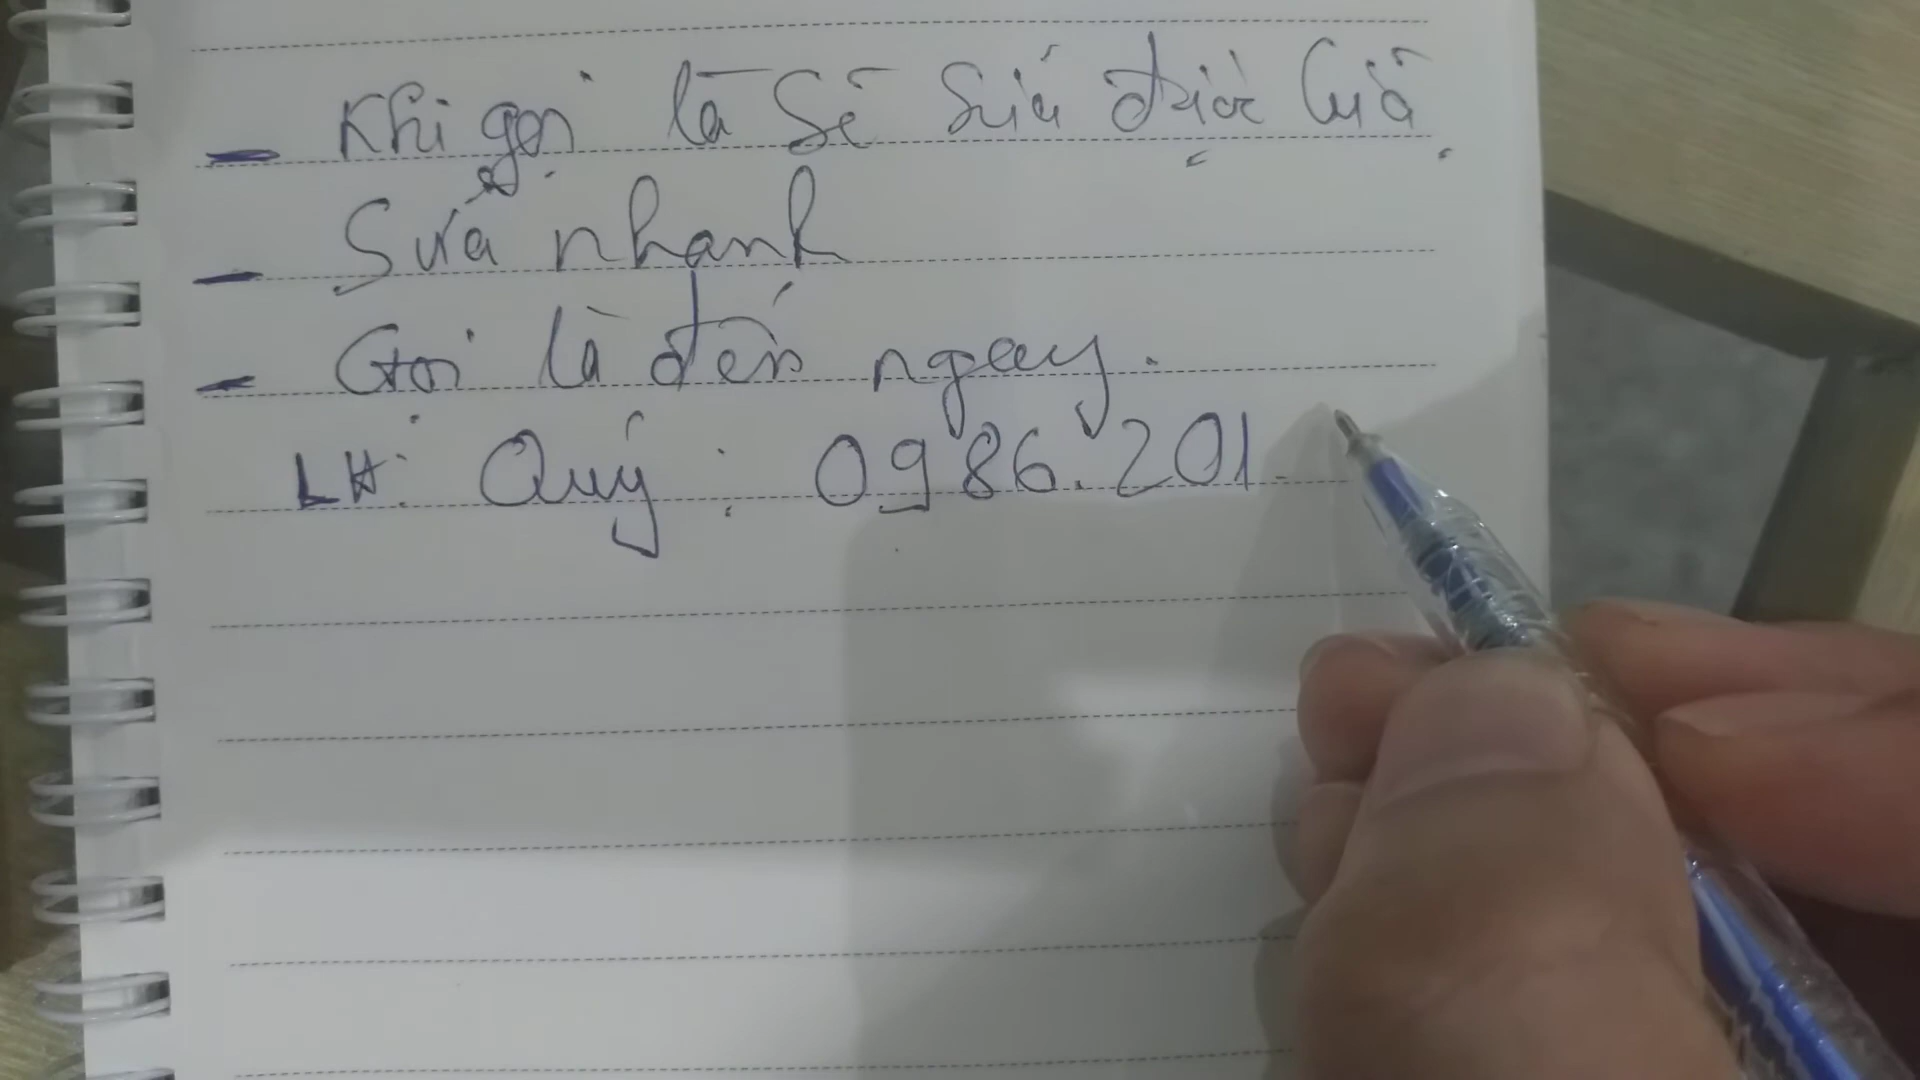 - Khi gọi là sẽ sửa được cửa
- Sửa nhanh
- Gọi là đến ngay.
LH: Quý: 0986.201.